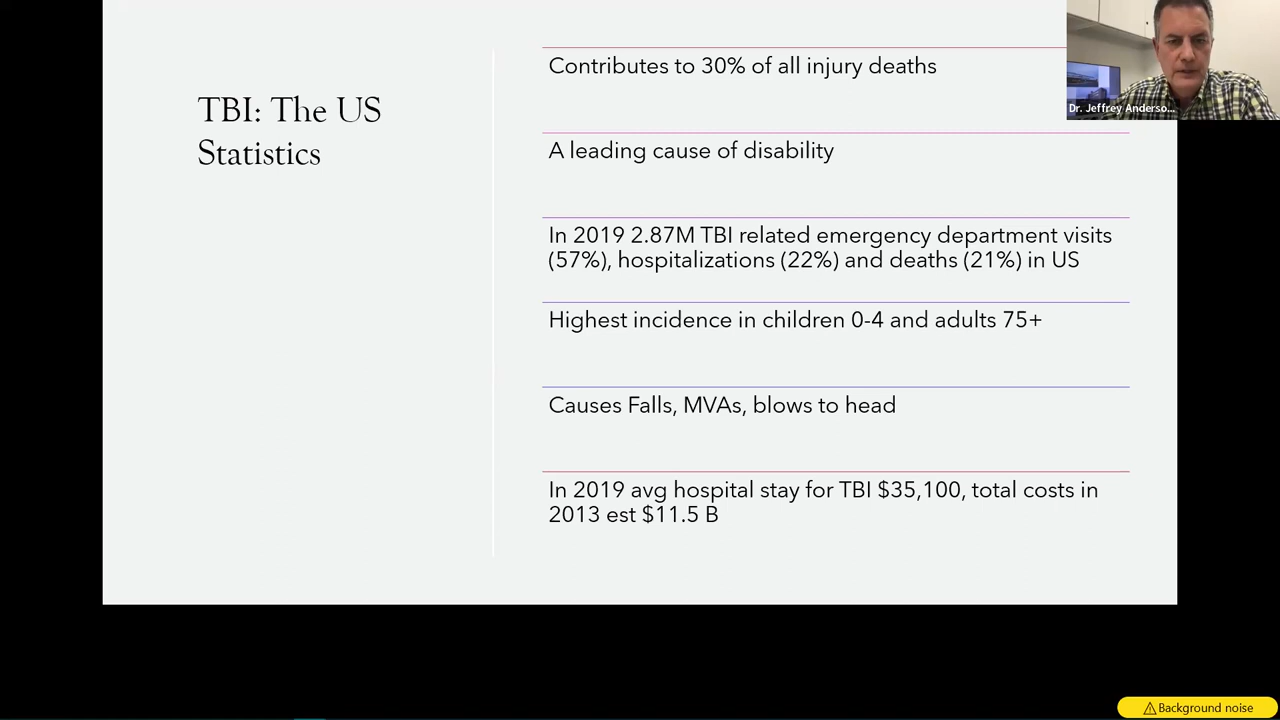 TBI: The US
Statistics
Contributes to 30% of all injury deaths
A leading cause of disability
In 2019 2.87M TBI related emergency department visits
(57%), hospitalizations (22%) and deaths (21%) in US
Highest incidence in children 0-4 and adults 75+
Causes Falls, MVAs, blows to head
In 2019 avg hospital stay for TBI $35,100, total costs in
2013 est $11.5 B
Dr. Jeffrey Anderso...
Background noise